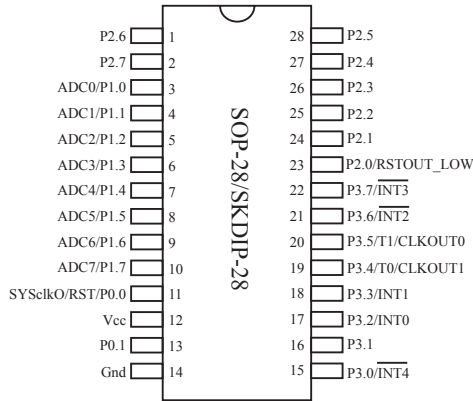 P2.6 1 28 P2.5
P2.7 2 27 P2.4
ADC0/P1.0 3 26 P2.3
ADC1/P1.1 4 25 P2.2
ADC2/P1.2 5 24 P2.1
ADC3/P1.3 6 23 P2.0/RSTOUT_LOW
ADC4/P1.4 7 22 P3.7/INT3
ADC5/P1.5 8 21 P3.6/INT2
ADC6/P1.6 9 20 P3.5/T1/CLKOUT0
ADC7/P1.7 10 19 P3.4/T0/CLKOUT1
SYSclkO/RST/P0.0 11 18 P3.3/INT1
Vcc 12 17 P3.2/INT0
P0.1 13 16 P3.1
Gnd 14 15 P3.0/INT4
SOP-28/SKDIP-28